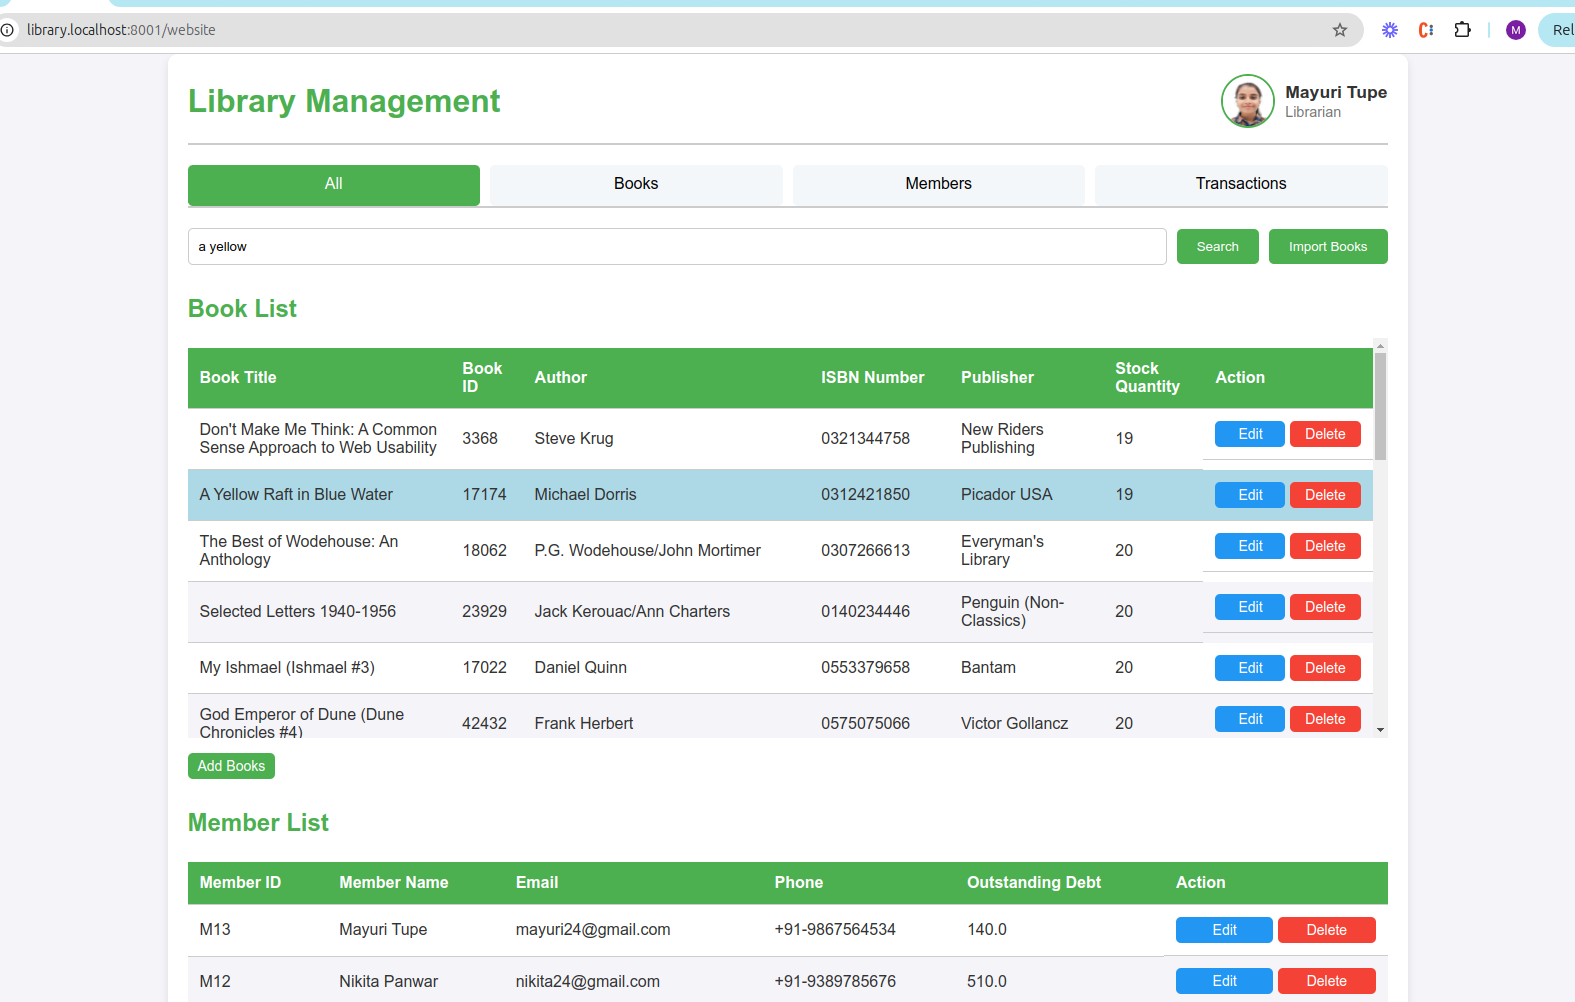 library.localhost:8001/website
M
Rel
Library Management
Mayuri Tupe
Librarian
All Books Members Transactions
a yellow Search Import Books
Book List
Book Title Book ID Author ISBN Number Publisher Stock Quantity Action
Don't Make Me Think: A Common Sense Approach to Web Usability 3368 Steve Krug 0321344758 New Riders Publishing 19 Edit Delete
A Yellow Raft in Blue Water 17174 Michael Dorris 0312421850 Picador USA 19 Edit Delete
The Best of Wodehouse: An Anthology 18062 P.G. Wodehouse/John Mortimer 0307266613 Everyman's Library 20 Edit Delete
Selected Letters 1940-1956 23929 Jack Kerouac/Ann Charters 0140234446 Penguin (Non-Classics) 20 Edit Delete
My Ishmael (Ishmael #3) 17022 Daniel Quinn 0553379658 Bantam 20 Edit Delete
God Emperor of Dune (Dune Chronicles #4) 42432 Frank Herbert 0575075066 Victor Gollancz 20 Edit Delete
Add Books
Member List
Member ID Member Name Email Phone Outstanding Debt Action
M13 Mayuri Tupe mayuri24@gmail.com +91-9867564534 140.0 Edit Delete
M12 Nikita Panwar nikita24@gmail.com +91-9389785676 510.0 Edit Delete